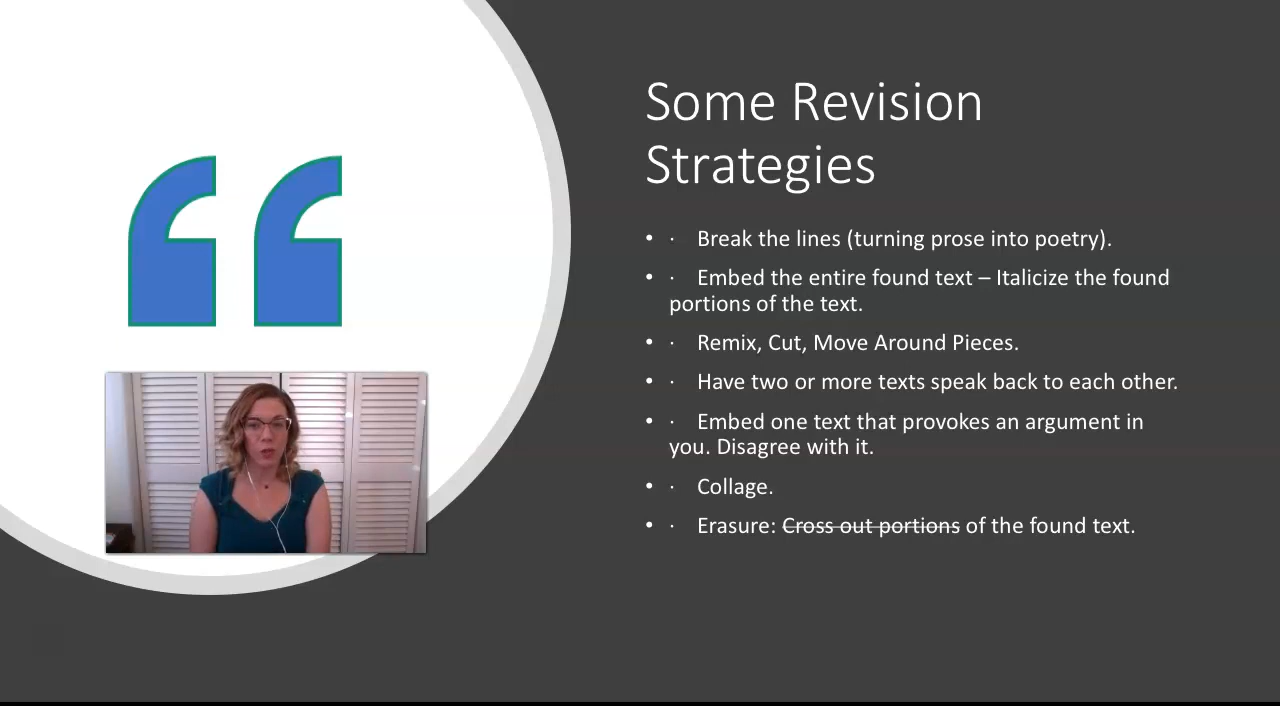 Some Revision
Strategies
• · Break the lines (turning prose into poetry).
• · Embed the entire found text – Italicize the found
portions of the text.
• · Remix, Cut, Move Around Pieces.
• · Have two or more texts speak back to each other.
• · Embed one text that provokes an argument in
you. Disagree with it.
• · Collage.
• · Erasure: Cross out portions of the found text.